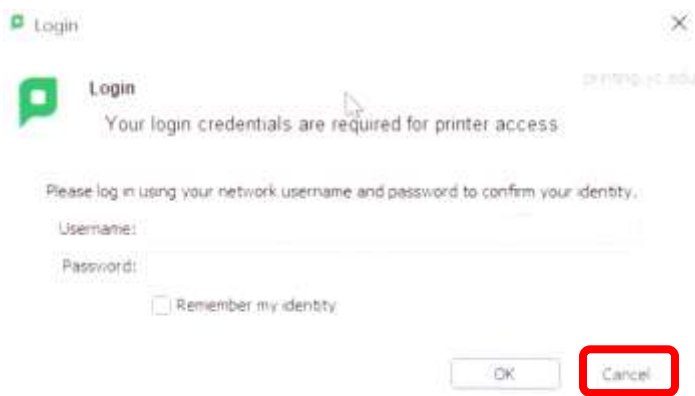 Login
Login
printing.yc.edu
Your login credentials are required for printer access
Please log in using your network username and password to confirm your identity.
Username:
Password:
Remember my identity
OK Cancel